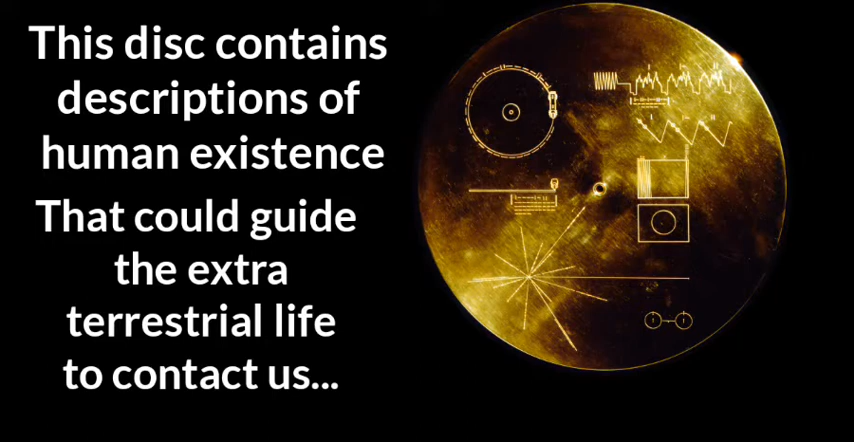 This disc contains
descriptions of
human existence
That could guide
the extra
terrestrial life
to contact us...